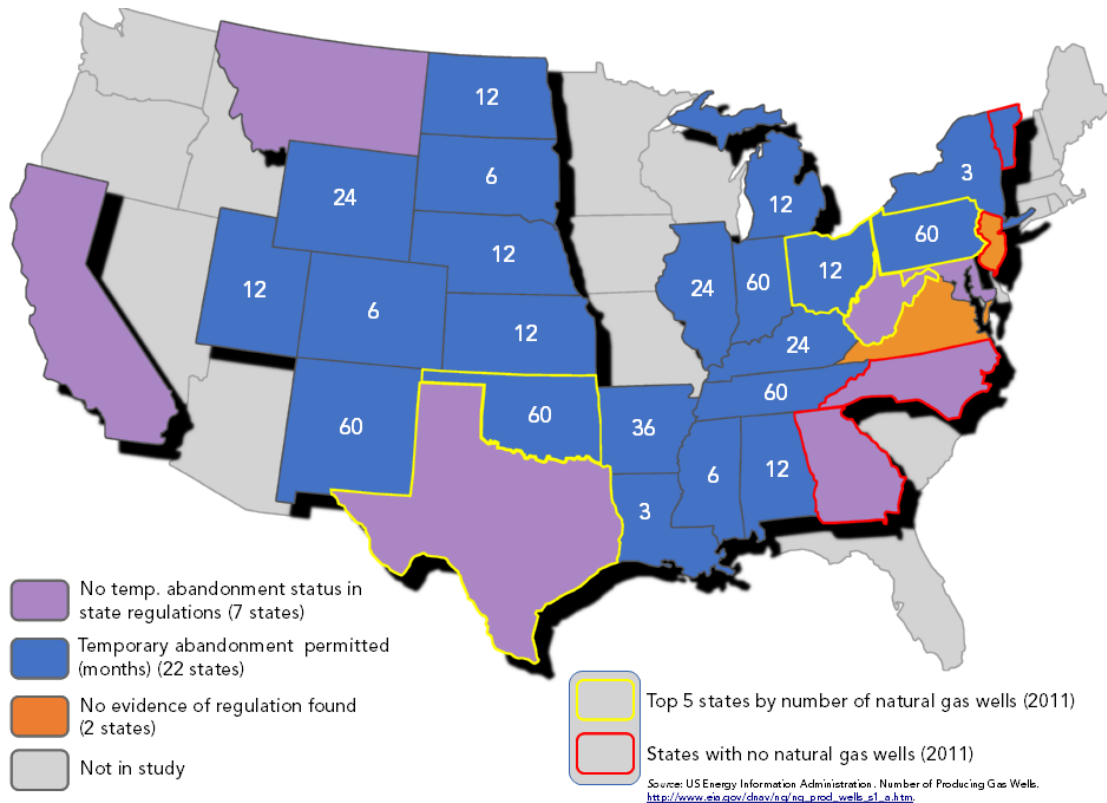 12
24
6
3
12
12
60
12
6
24
60
12
12
24
60
60
60
36
6
12
3
No temp. abandonment status in
state regulations (7 states)
Temporary abandonment permitted
(months) (22 states)
No evidence of regulation found
(2 states)
Not in study
Top 5 states by number of natural gas wells (2011)
States with no natural gas wells (2011)
Source: US Energy Information Administration. Number of Producing Gas Wells.
http://www.eia.gov/dnav/ng/ng_prod_wells_s1_a.htm.